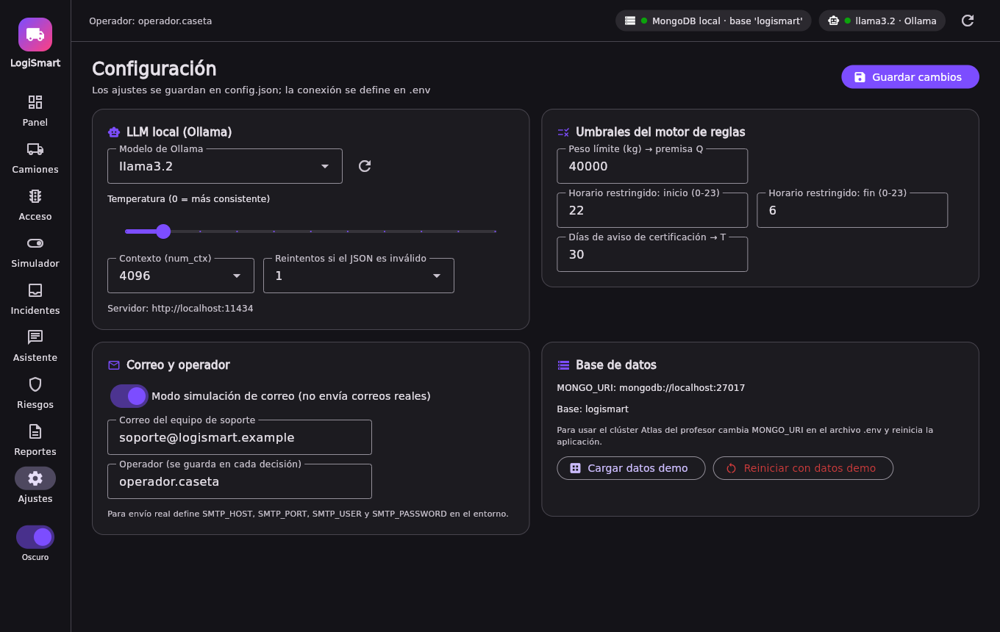 LogiSmart
Panel
Camiones
Acceso
Simulador
Incidentes
Asistente
Riesgos
Reportes
Ajustes
Oscuro
Operador: operador.caseta
MongoDB local · base 'logismart'
llama3.2 · Ollama
Configuración
Los ajustes se guardan en config.json; la conexión se define en .env
Guardar cambios
LLM local (Ollama)
Modelo de Ollama
llama3.2
Temperatura (0 = más consistente)
Contexto (num_ctx)
4096
Reintentos si el JSON es inválido
1
Servidor: http://localhost:11434
Umbrales del motor de reglas
Peso límite (kg) → premisa Q
40000
Horario restringido: inicio (0-23)
22
Horario restringido: fin (0-23)
6
Días de aviso de certificación → T
30
Correo y operador
Modo simulación de correo (no envía correos reales)
Correo del equipo de soporte
soporte@logismart.example
Operador (se guarda en cada decisión)
operador.caseta
Para envío real define SMTP_HOST, SMTP_PORT, SMTP_USER y SMTP_PASSWORD en el entorno.
Base de datos
MONGO_URI: mongodb://localhost:27017
Base: logismart
Para usar el clúster Atlas del profesor cambia MONGO_URI en el archivo .env y reinicia la
aplicación.
Cargar datos demo
Reiniciar con datos demo